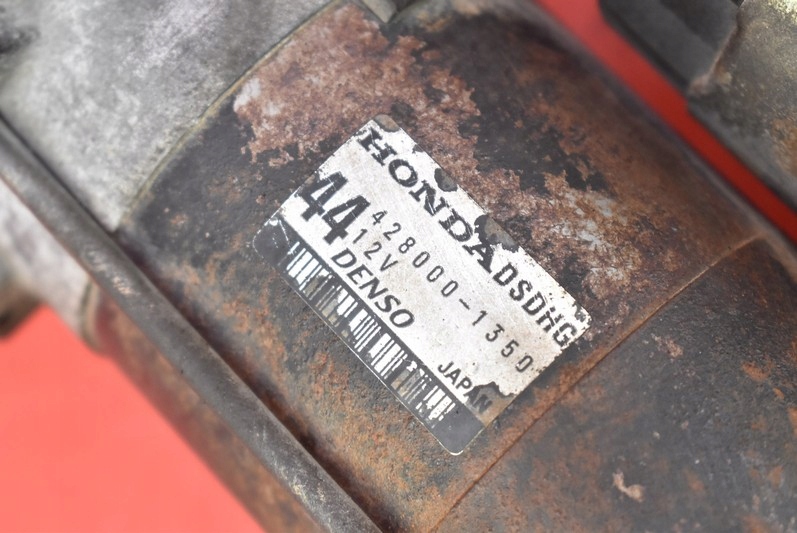 HONDA DSDHG
44 428000-1350
12V
DENSO
JAPAN